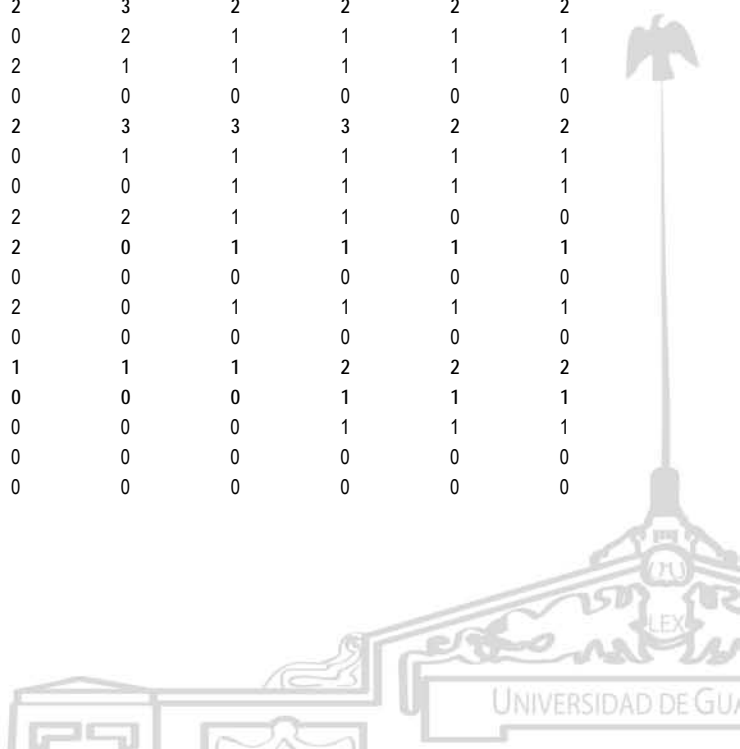 2 3 2 2 2 2
0 2 1 1 1 1
2 1 1 1 1 1
0 0 0 0 0 0
2 3 3 3 2 2
0 1 1 1 1 1
0 0 1 1 1 1
2 2 1 1 0 0
2 0 1 1 1 1
0 0 0 0 0 0
2 0 1 1 1 1
0 0 0 0 0 0
1 1 1 2 2 2
0 0 0 1 1 1
0 0 0 1 1 1
0 0 0 0 0 0
0 0 0 0 0 0
LEX
UNIVERSIDAD DE GUA